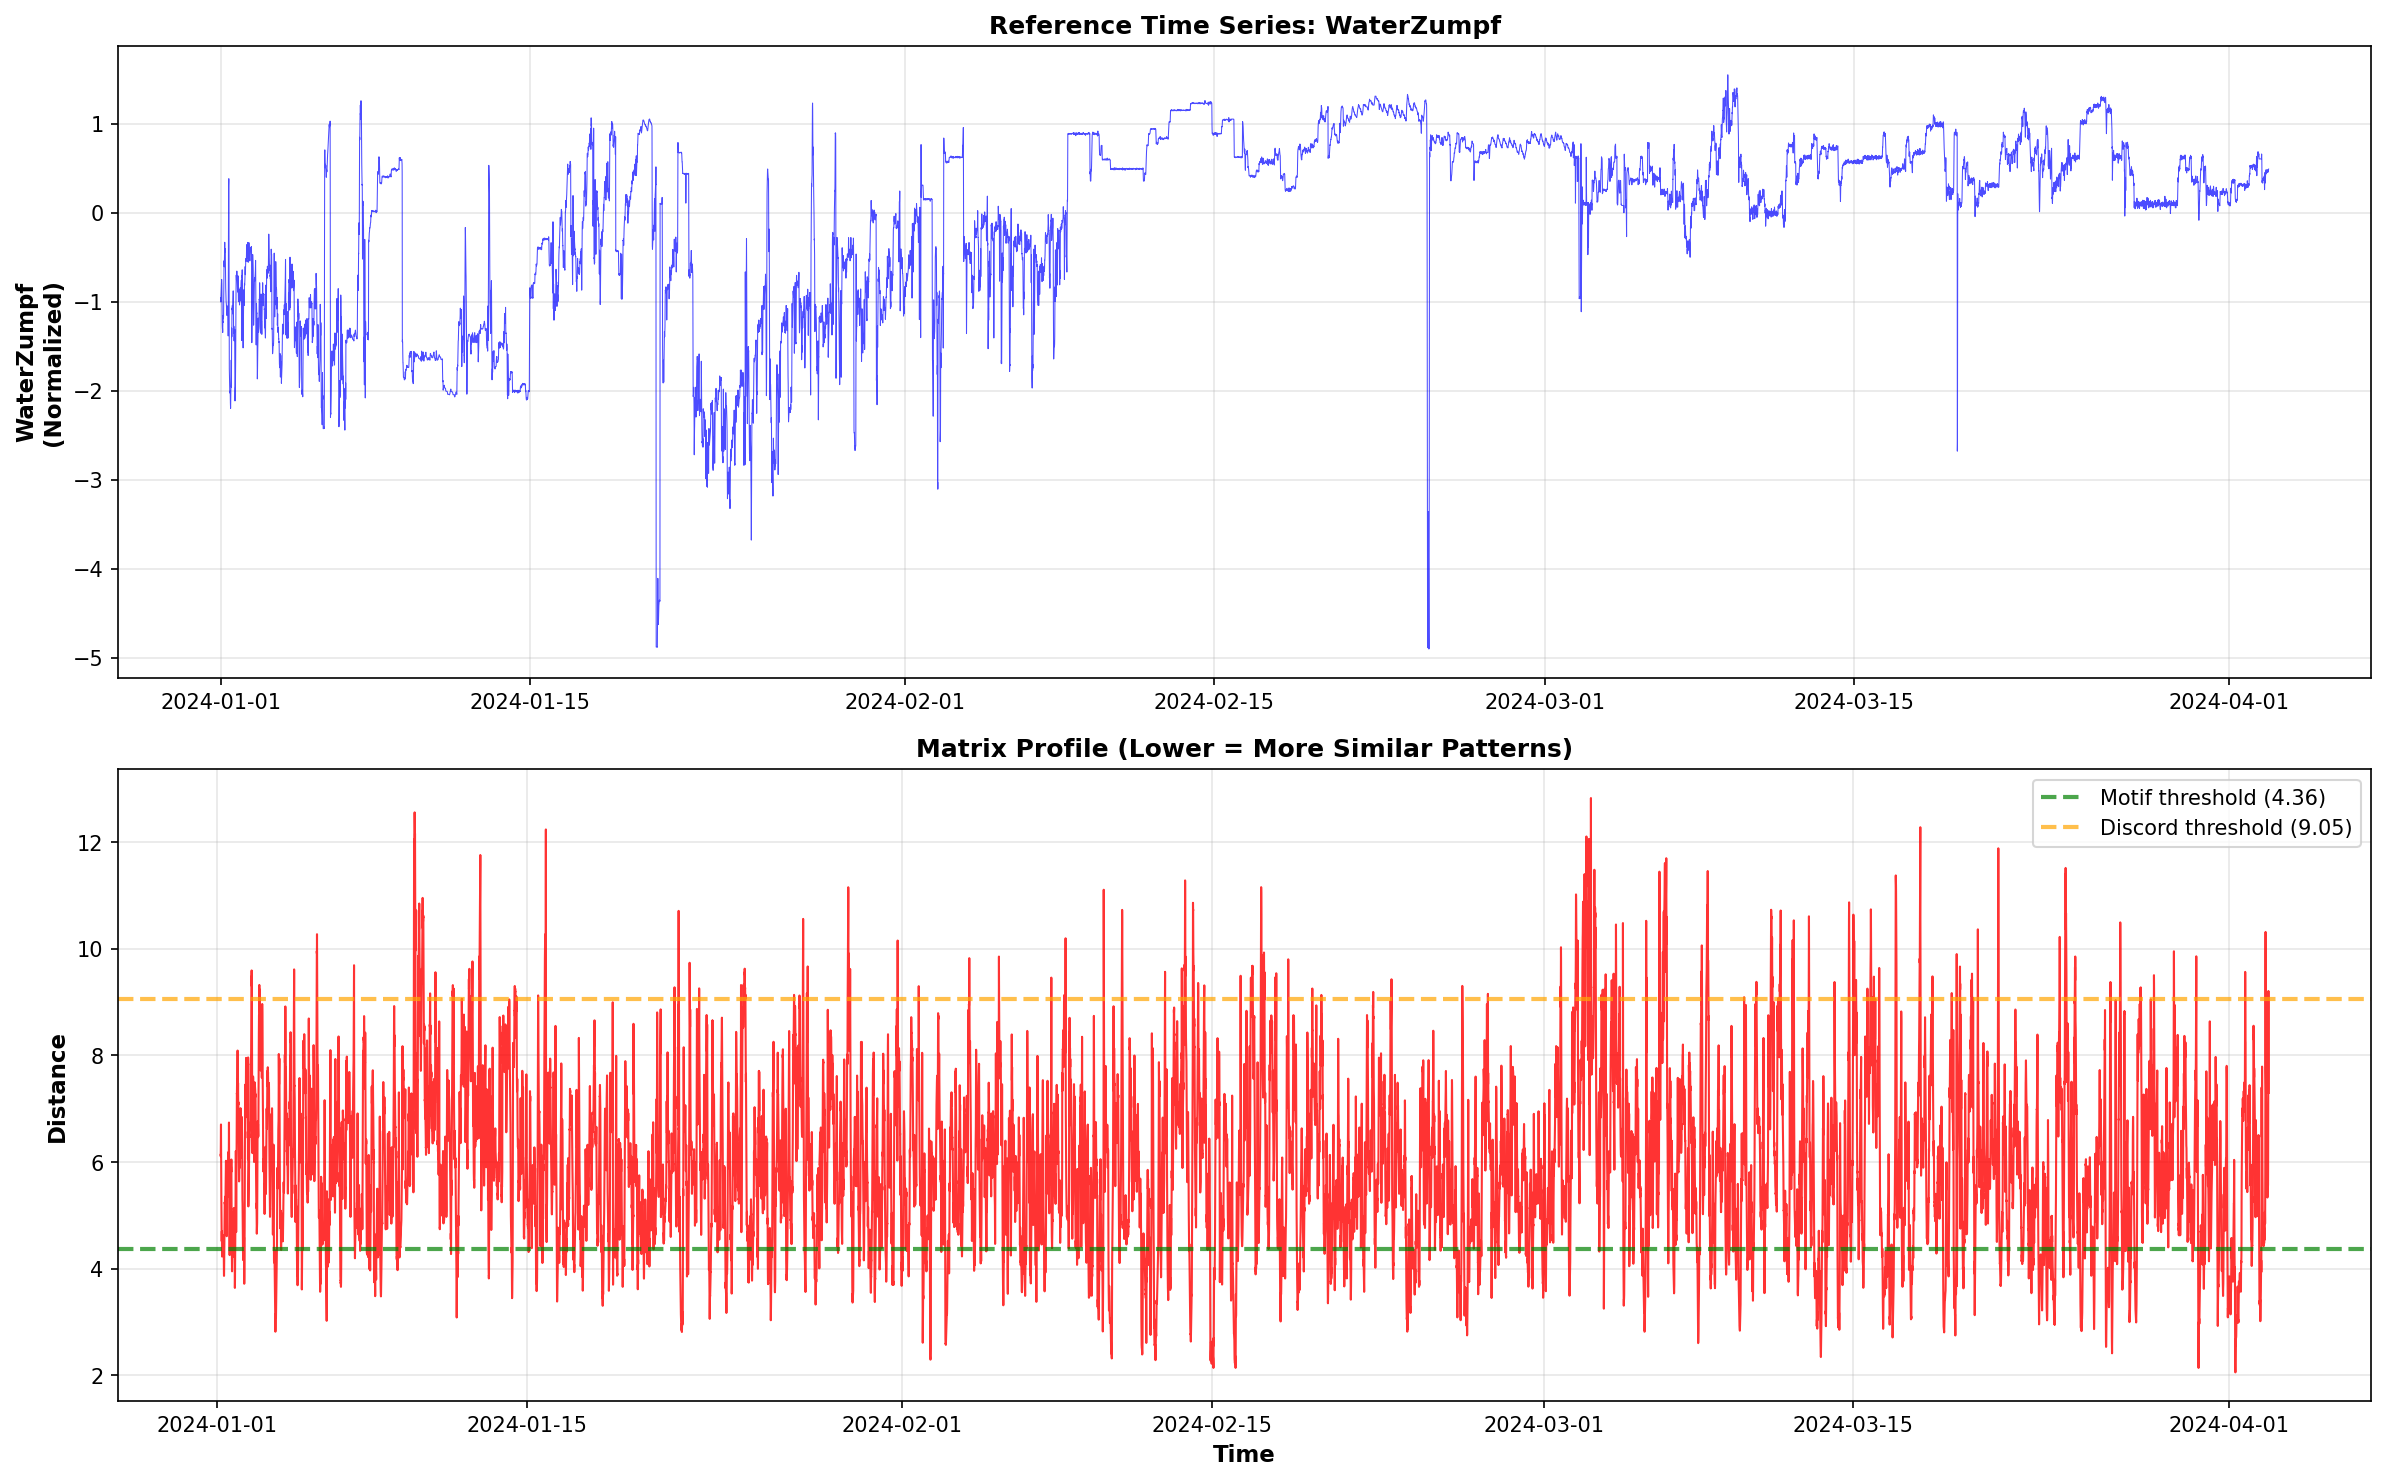 Reference Time Series: WaterZumpf
WaterZumpf
(Normalized)
1
0
−1
−2
−3
−4
−5
2024-01-01 2024-01-15 2024-02-01 2024-02-15 2024-03-01 2024-03-15 2024-04-01
Matrix Profile (Lower = More Similar Patterns)
Motif threshold (4.36)
Discord threshold (9.05)
Distance
12
10
8
6
4
2
2024-01-01 2024-01-15 2024-02-01 2024-02-15 2024-03-01 2024-03-15 2024-04-01
Time